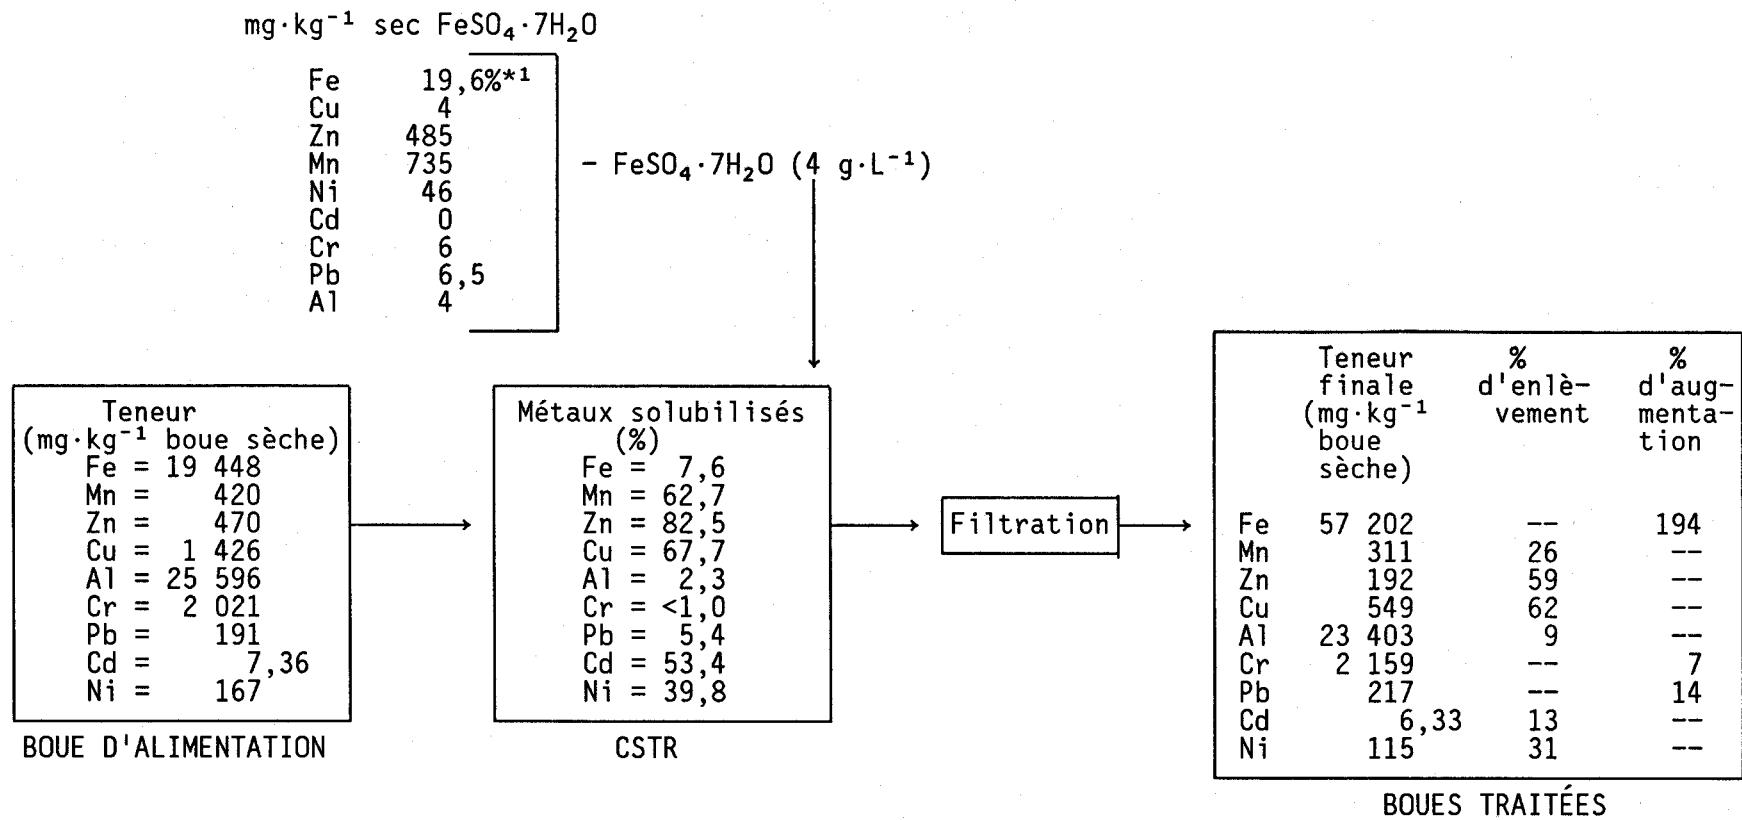 mg·kg⁻¹ sec FeSO₄·7H₂O
Fe 19,6%*¹
Cu 4
Zn 485
Mn 735
Ni 46
Cd 0
Cr 6
Pb 6,5
Al 4
– FeSO₄·7H₂O (4 g·L⁻¹)
Teneur
(mg·kg⁻¹ boue sèche)
Fe = 19 448
Mn = 420
Zn = 470
Cu = 1 426
Al = 25 596
Cr = 2 021
Pb = 191
Cd = 7,36
Ni = 167
BOUE D'ALIMENTATION
Métaux solubilisés
(%)
Fe = 7,6
Mn = 62,7
Zn = 82,5
Cu = 67,7
Al = 2,3
Cr = <1,0
Pb = 5,4
Cd = 53,4
Ni = 39,8
CSTR
Filtration
Teneur % %
finale d'enlè- d'aug-
(mg·kg⁻¹ vement menta-
boue tion
sèche)
Fe 57 202 -- 194
Mn 311 26 --
Zn 192 59 --
Cu 549 62 --
Al 23 403 9 --
Cr 2 159 -- 7
Pb 217 -- 14
Cd 6,33 13 --
Ni 115 31 --
BOUES TRAITÉES